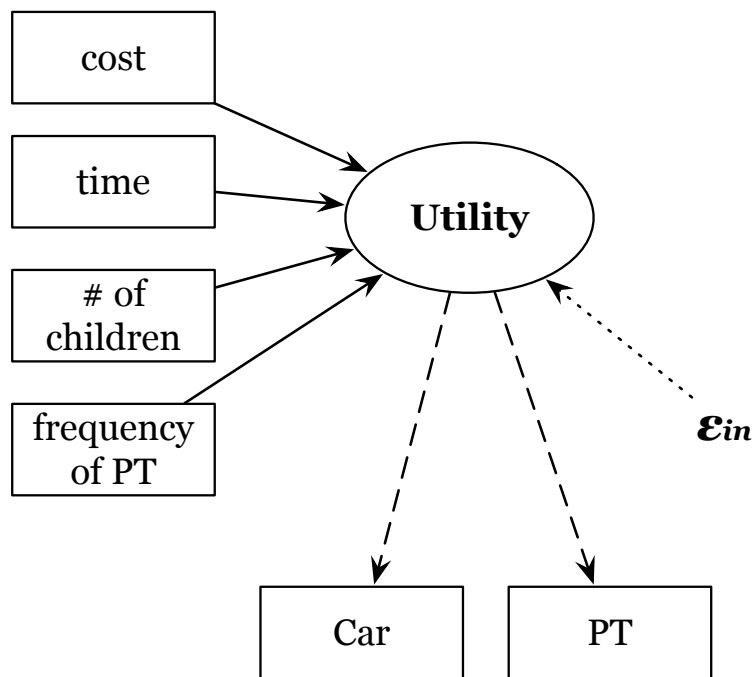 cost
time
# of
children
frequency
of PT
Utility
εin
Car
PT